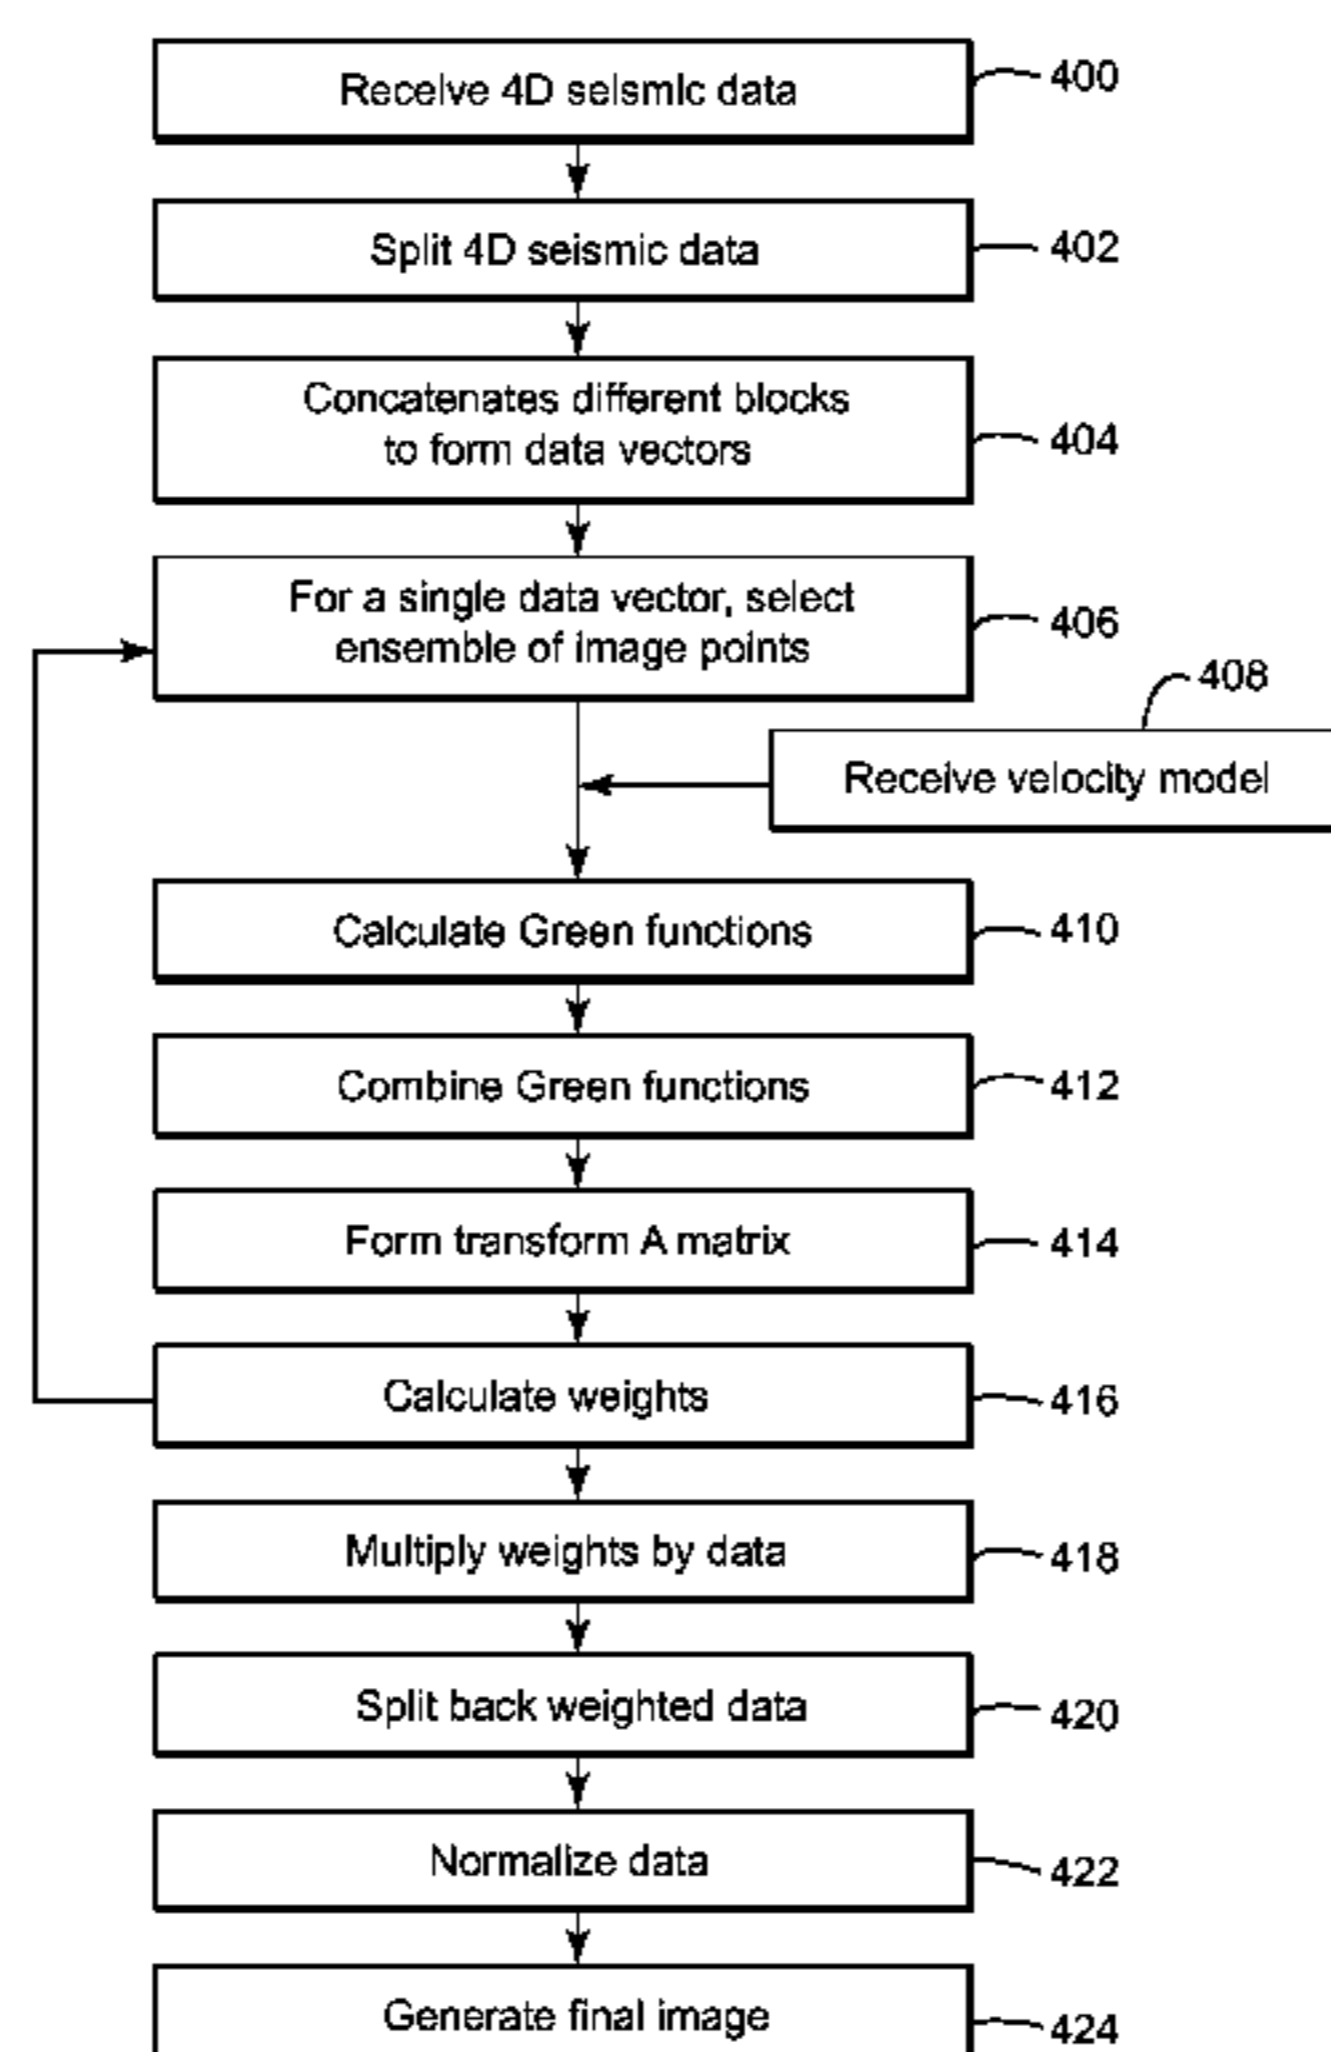 Receive 4D seismic data
400
Split 4D seismic data
402
Concatenates different blocks
to form data vectors
404
For a single data vector, select
ensemble of image points
406
408
Receive velocity model
Calculate Green functions
410
Combine Green functions
412
Form transform A matrix
414
Calculate weights
416
Multiply weights by data
418
Split back weighted data
420
Normalize data
422
Generate final image
424